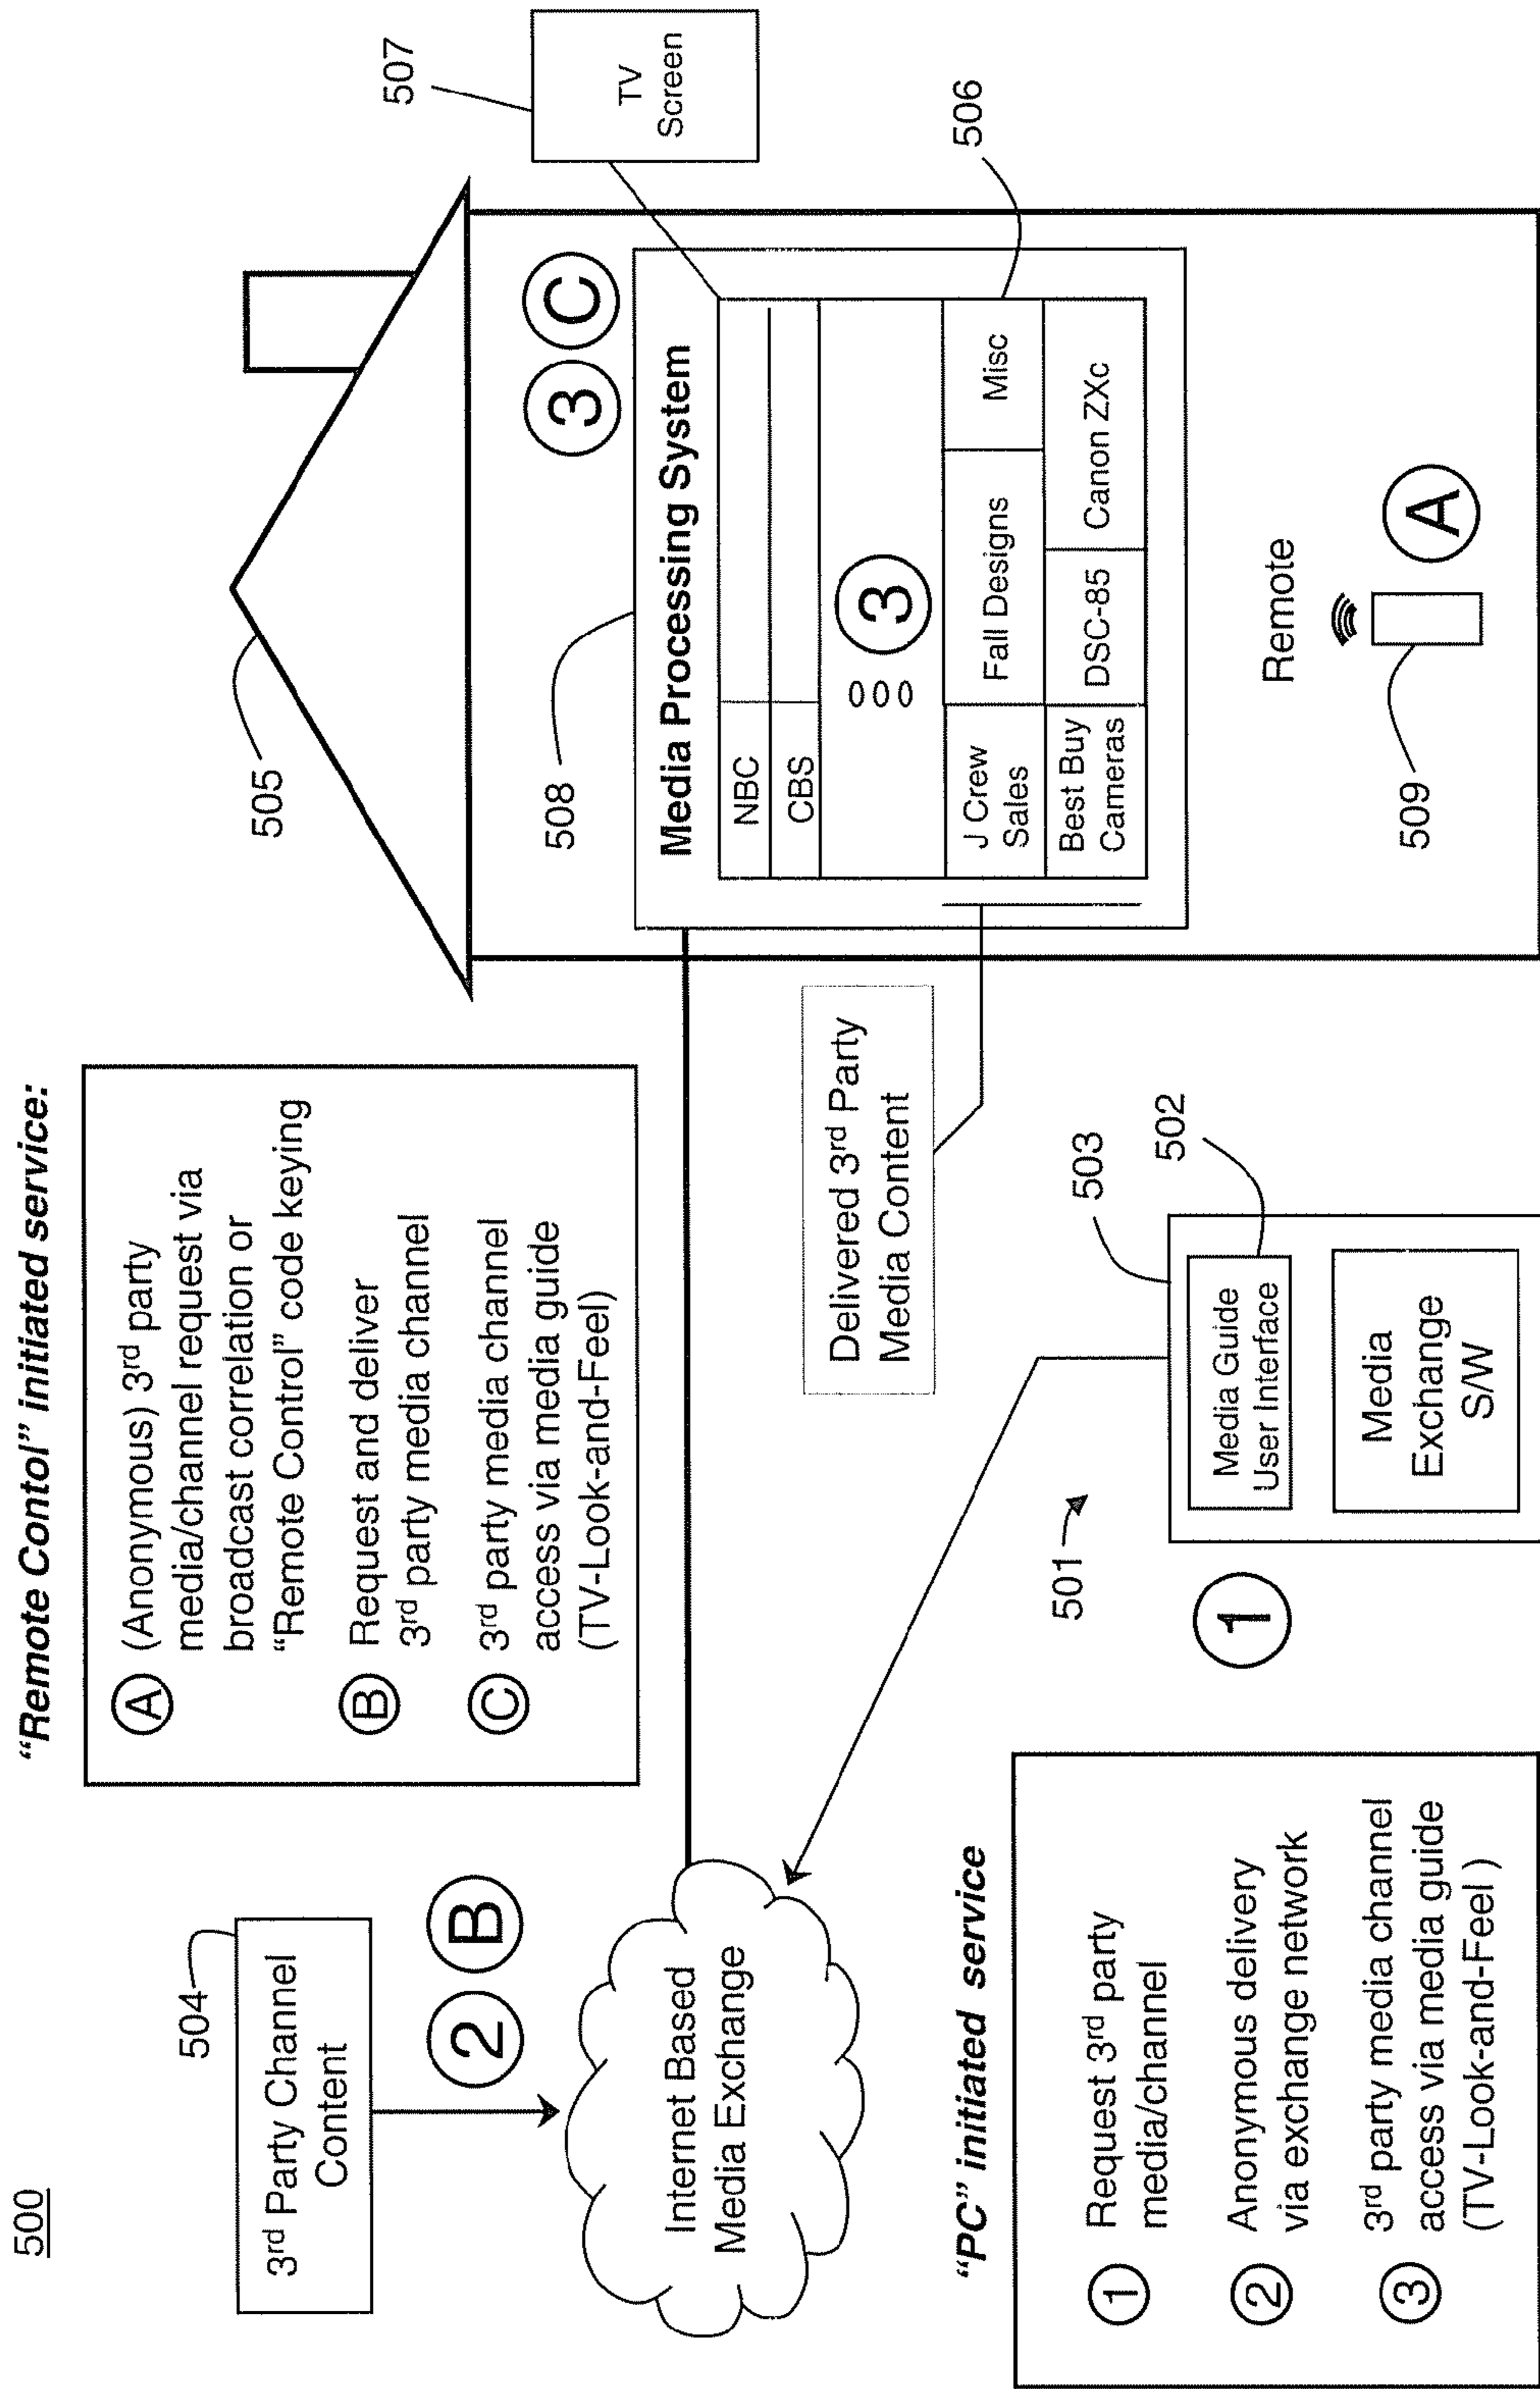 500
"Remote Contol" initiated service:
504
3rd Party Channel
Content
2
B
A
(Anonymous) 3rd party
media/channel request via
broadcast correlation or
"Remote Control" code keying
B
Request and deliver
3rd party media channel
C
3rd party media channel
access via media guide
(TV-Look-and-Feel)
505
507
TV
Screen
3
C
508
Media Processing System
NBC
CBS
3
J Crew
Sales
Fall Designs
Misc
Best Buy
Cameras
DSC-85
Canon ZXc
506
Remote
A
509
Internet Based
Media Exchange
Delivered 3rd Party
Media Content
"PC" initiated service
1
Request 3rd party
media/channel
2
Anonymous delivery
via exchange network
3
3rd party media channel
access via media guide
(TV-Look-and-Feel )
501
1
503
502
Media Guide
User Interface
Media
Exchange
S/W